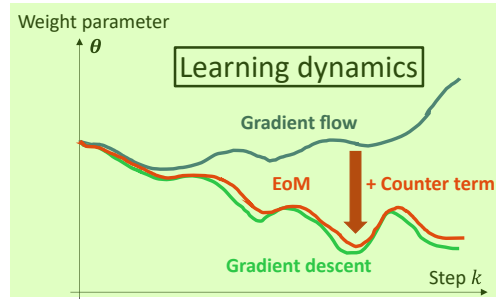 Weight parameter
θ
Learning dynamics
Gradient flow
EoM
+ Counter term
Gradient descent
Step k